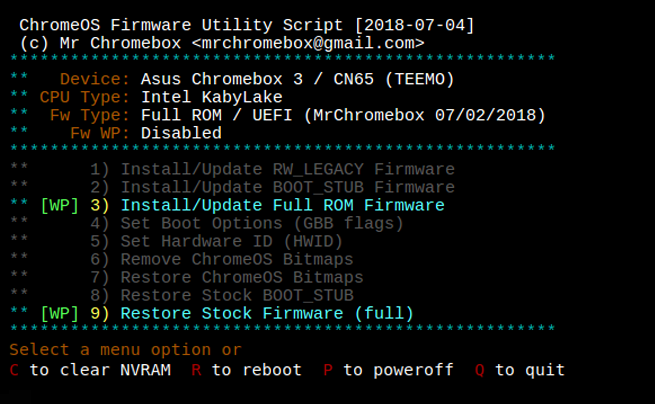 ChromeOS Firmware Utility Script [2018-07-04]
(c) Mr Chromebox <mrchromebox@gmail.com>
******************************************************
** Device: Asus Chromebox 3 / CN65 (TEEMO)
** CPU Type: Intel KabyLake
** Fw Type: Full ROM / UEFI (MrChromebox 07/02/2018)
** Fw WP: Disabled
******************************************************
** 1) Install/Update RW_LEGACY Firmware
** 2) Install/Update BOOT_STUB Firmware
** [WP] 3) Install/Update Full ROM Firmware
** 4) Set Boot Options (GBB flags)
** 5) Set Hardware ID (HWID)
** 6) Remove ChromeOS Bitmaps
** 7) Restore ChromeOS Bitmaps
** 8) Restore Stock BOOT_STUB
** [WP] 9) Restore Stock Firmware (full)
******************************************************
Select a menu option or
C to clear NVRAM R to reboot P to poweroff Q to quit